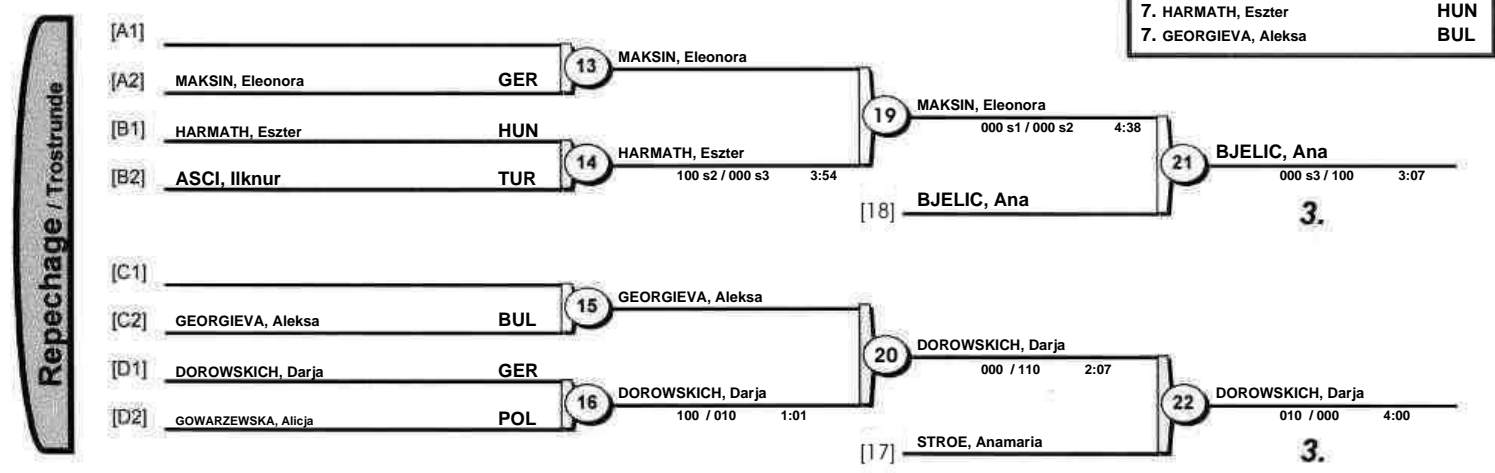 7. HARMATH, Eszter HUN
7. GEORGIEVA, Aleksa BUL
Repechage / Trostrunde
[A1]
13 MAKSIN, Eleonora
[A2] MAKSIN, Eleonora GER
19 MAKSIN, Eleonora
000 s1 / 000 s2 4:38
[B1] HARMATH, Eszter HUN
14 HARMATH, Eszter
100 s2 / 000 s3 3:54
[B2] ASCI, Ilknur TUR
21 BJELIC, Ana
000 s3 / 100 3:07
[18] BJELIC, Ana
3.
[C1]
15 GEORGIEVA, Aleksa
[C2] GEORGIEVA, Aleksa BUL
20 DOROWSKICH, Darja
000 / 110 2:07
[D1] DOROWSKICH, Darja GER
16 DOROWSKICH, Darja
100 / 010 1:01
[D2] GOWARZEWSKA, Alicja POL
22 DOROWSKICH, Darja
010 / 000 4:00
[17] STROE, Anamaria
3.